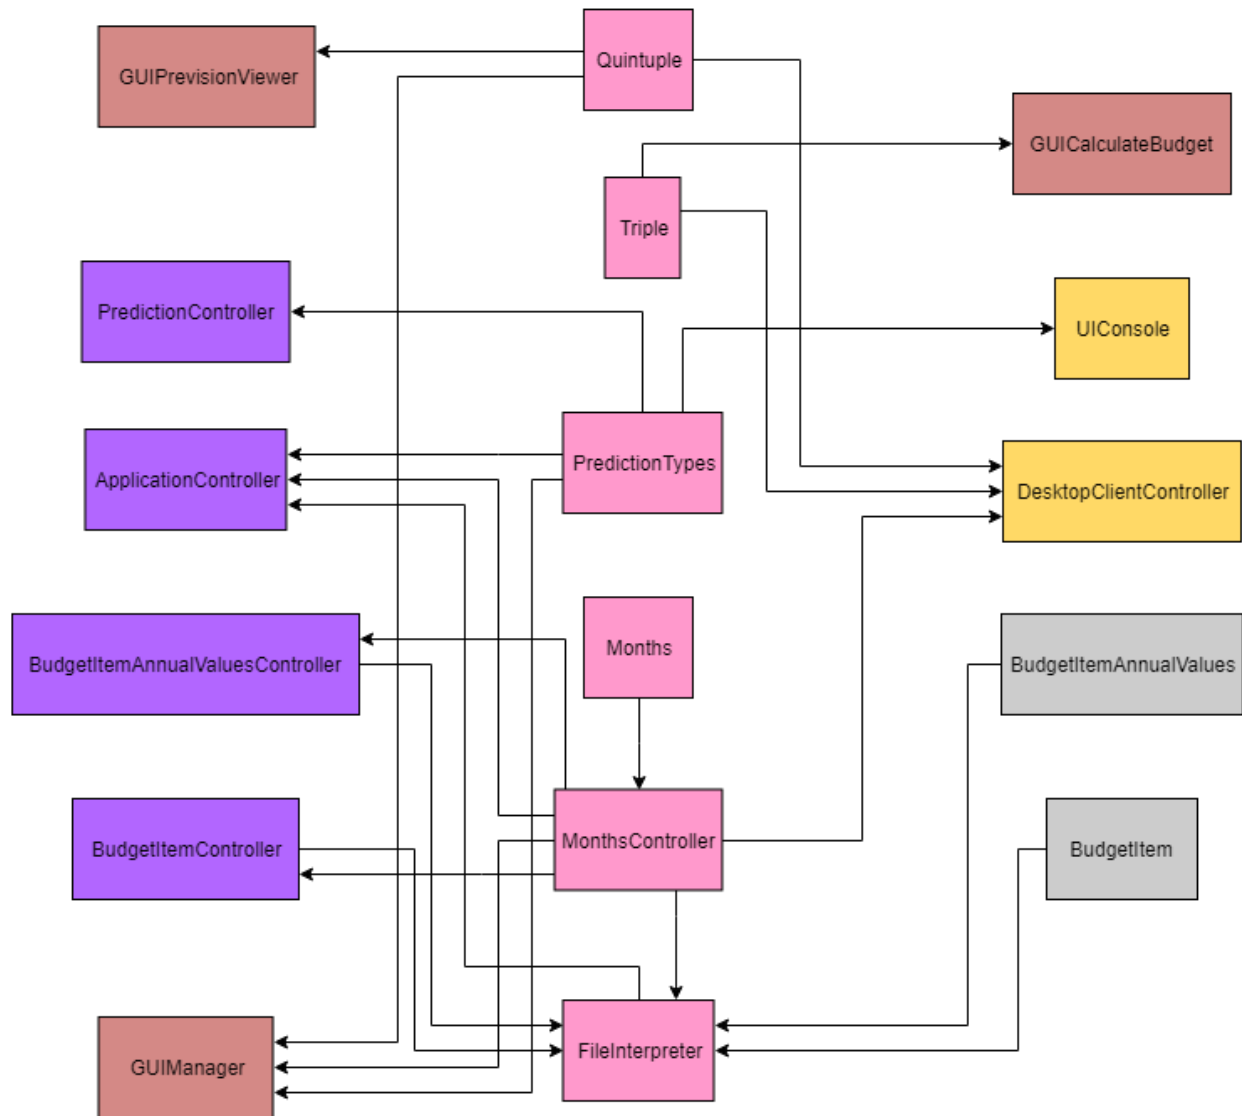 Quintuple
GUIPrevisionViewer
GUICalculateBudget
Triple
PredictionController
UIConsole
PredictionTypes
ApplicationController
DesktopClientController
Months
BudgetItemAnnualValuesController
BudgetItemAnnualValues
MonthsController
BudgetItemController
BudgetItem
FileInterpreter
GUIManager